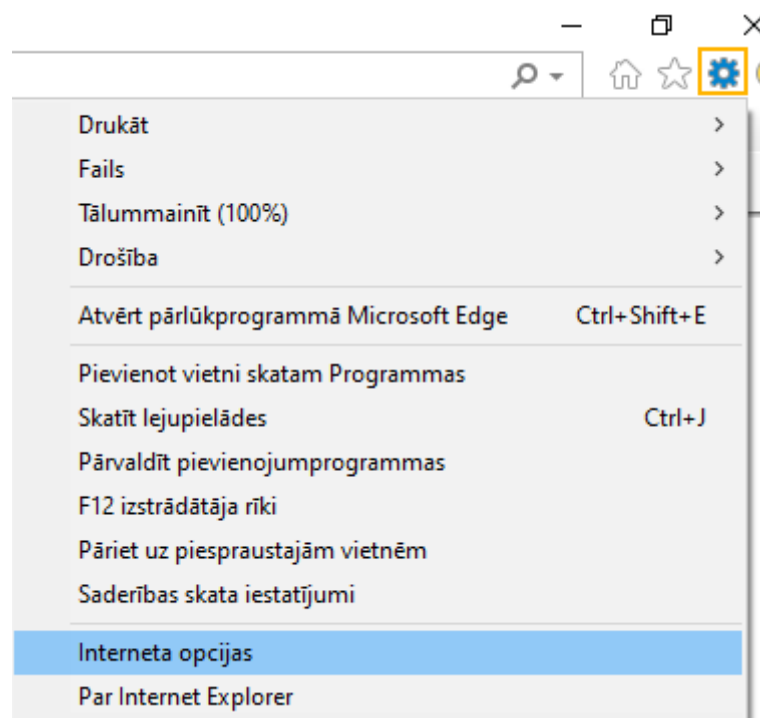 Drukāt
Fails
Tālummainīt (100%)
Drošība
Atvērt pārlūkprogrammā Microsoft Edge Ctrl+Shift+E
Pievienot vietni skatam Programmas
Skatīt lejupielādes Ctrl+J
Pārvaldīt pievienojumprogrammas
F12 izstrādātāja rīki
Pāriet uz piespraustajām vietnēm
Saderības skata iestatījumi
Interneta opcijas
Par Internet Explorer